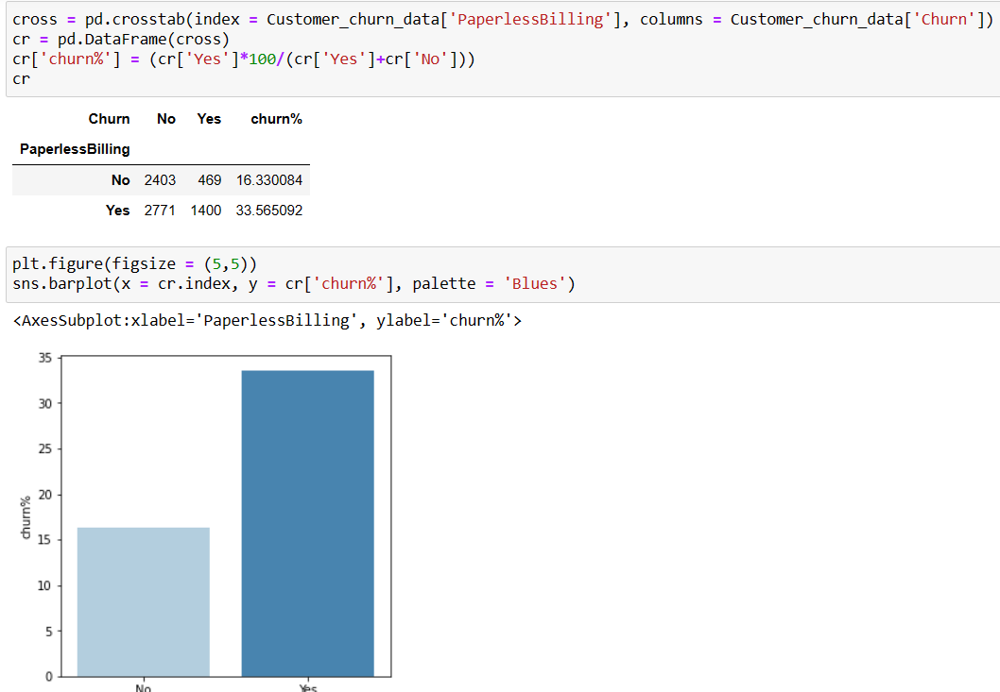 cross = pd.crosstab(index = Customer_churn_data['PaperlessBilling'], columns = Customer_churn_data['Churn'])
cr = pd.DataFrame(cross)
cr['churn%'] = (cr['Yes']*100/(cr['Yes']+cr['No']))
cr
Churn No Yes churn%
PaperlessBilling
No 2403 469 16.330084
Yes 2771 1400 33.565092
plt.figure(figsize = (5,5))
sns.barplot(x = cr.index, y = cr['churn%'], palette = 'Blues')
<AxesSubplot:xlabel='PaperlessBilling', ylabel='churn%'>
35
30
25
20
churn%
15
10
5
0
No Yes